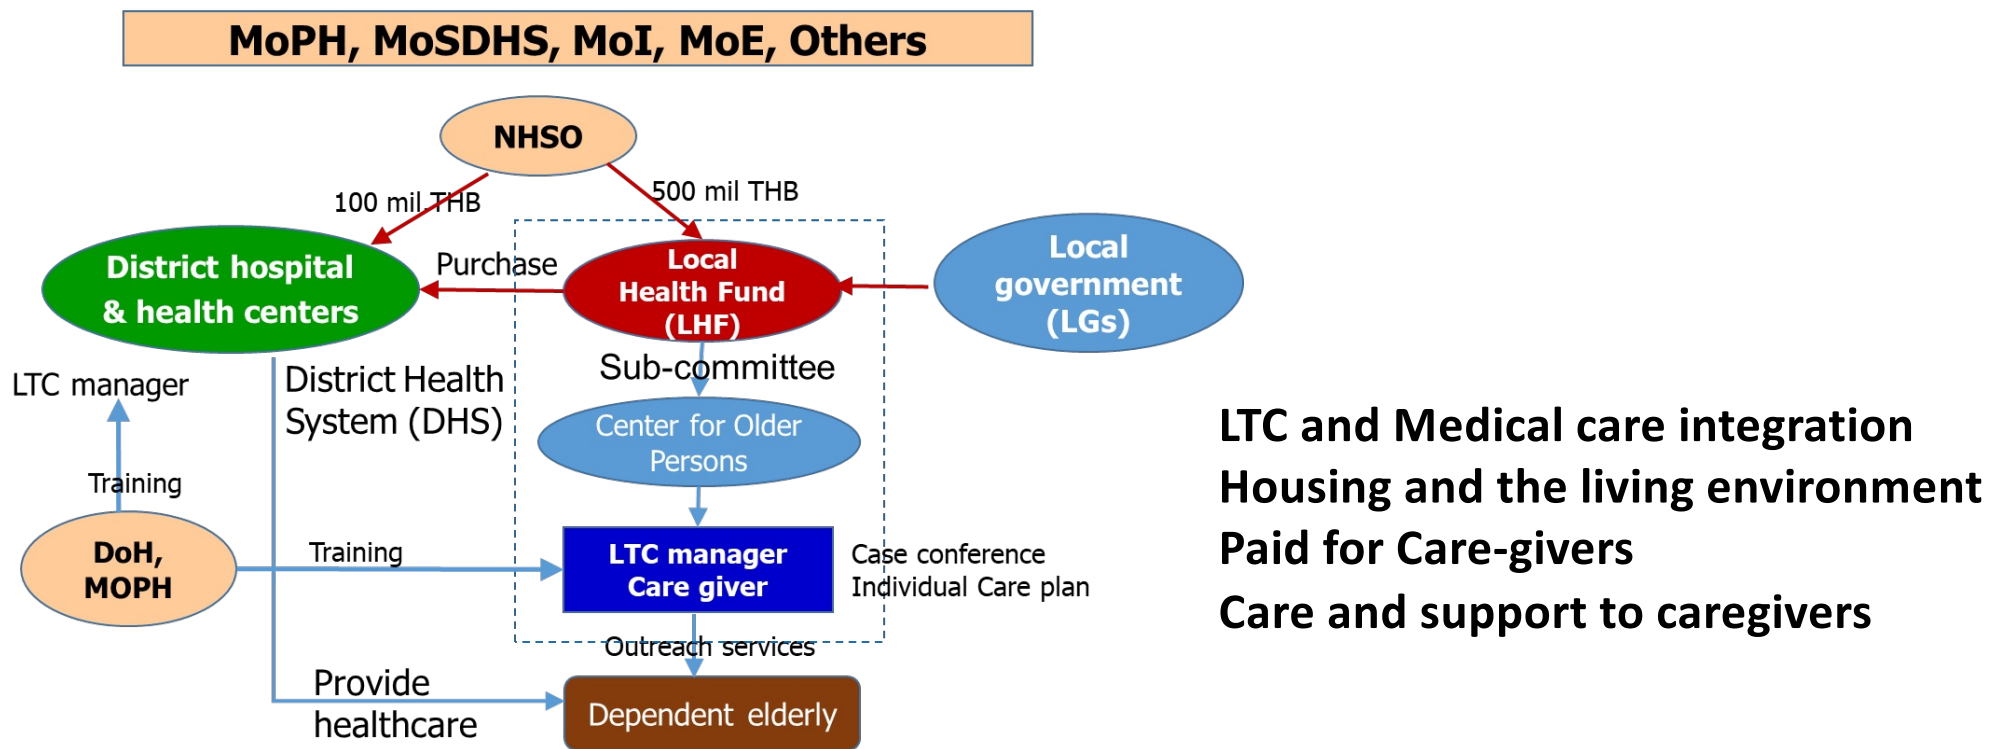 MoPH, MoSDHS, MoI, MoE, Others
NHSO
100 mil.THB
500 mil THB
District hospital
& health centers
Purchase
Local
Health Fund
(LHF)
Local
government
(LGs)
LTC manager
District Health
System (DHS)
Sub-committee
Center for Older
Persons
Training
DoH,
MOPH
Training
LTC manager
Care giver
Case conference
Individual Care plan
Outreach services
Provide
healthcare
Dependent elderly
LTC and Medical care integration
Housing and the living environment
Paid for Care-givers
Care and support to caregivers